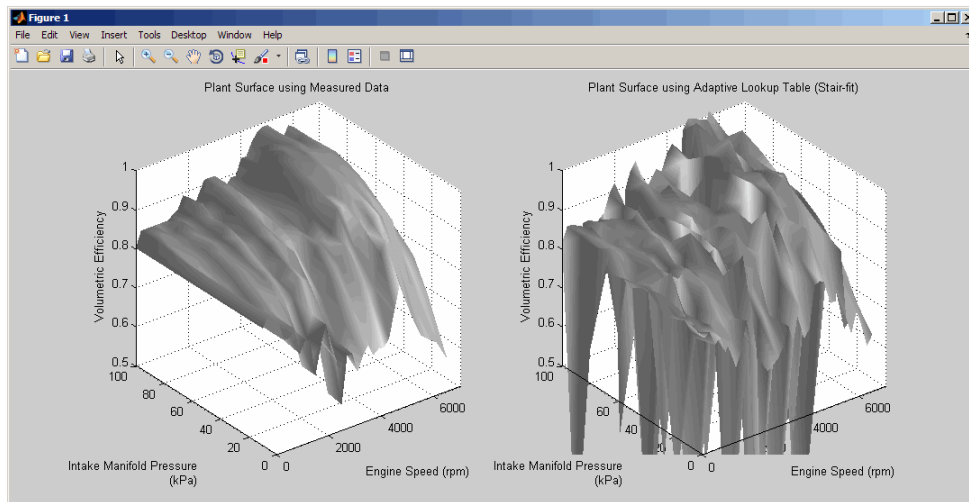 Figure 1
File Edit View Insert Tools Desktop Window Help
Plant Surface using Measured Data
1
0.9
0.8
0.7
0.6
0.5
Volumetric Efficiency
100
80
60
40
20
0
0
2000
4000
6000
Intake Manifold Pressure
(kPa)
Engine Speed (rpm)
Plant Surface using Adaptive Lookup Table (Stair-fit)
1
0.9
0.8
0.7
0.6
0.5
Volumetric Efficiency
100
60
40
20
0
0
4000
6000
Intake Manifold Pressure
(kPa)
Engine Speed (rpm)